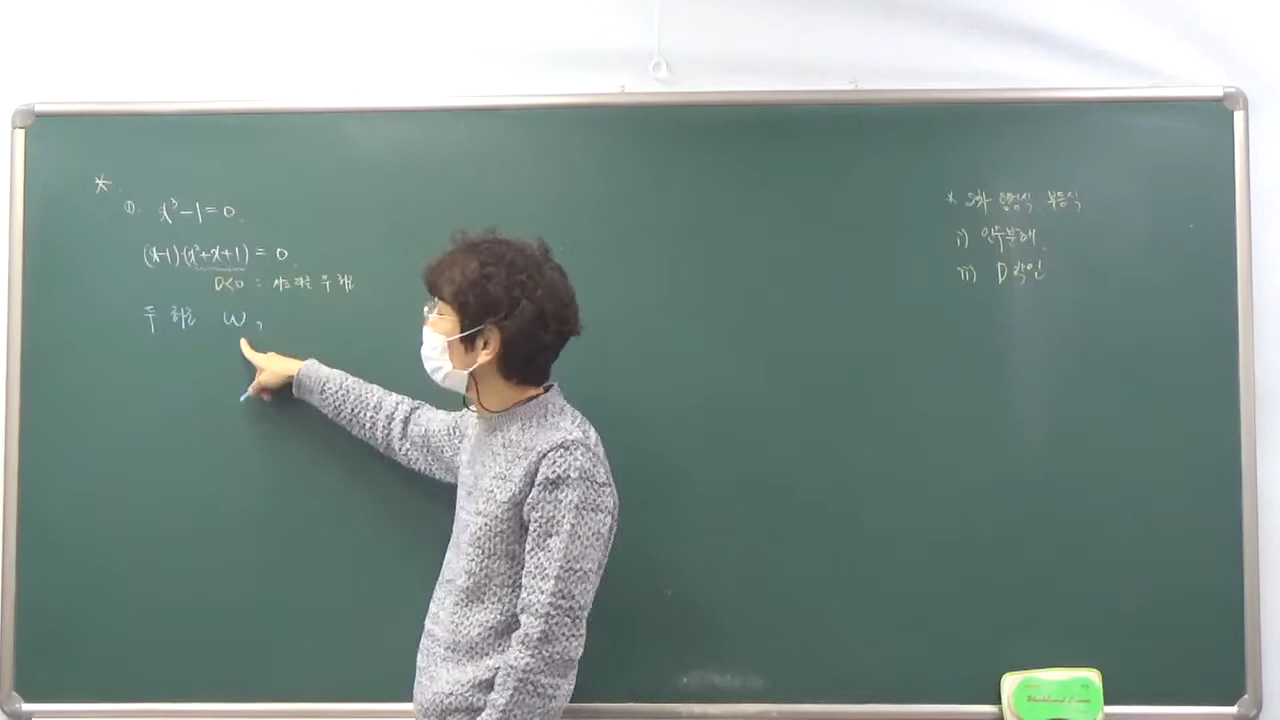 * .
① x³-1=0.
(x-1)(x²+x+1)=0.
D<0 : 서로 다른 두 허근
두 허근 ω,
* 2차 방정식 부등식
i) 인수분해.
ii) D 확인